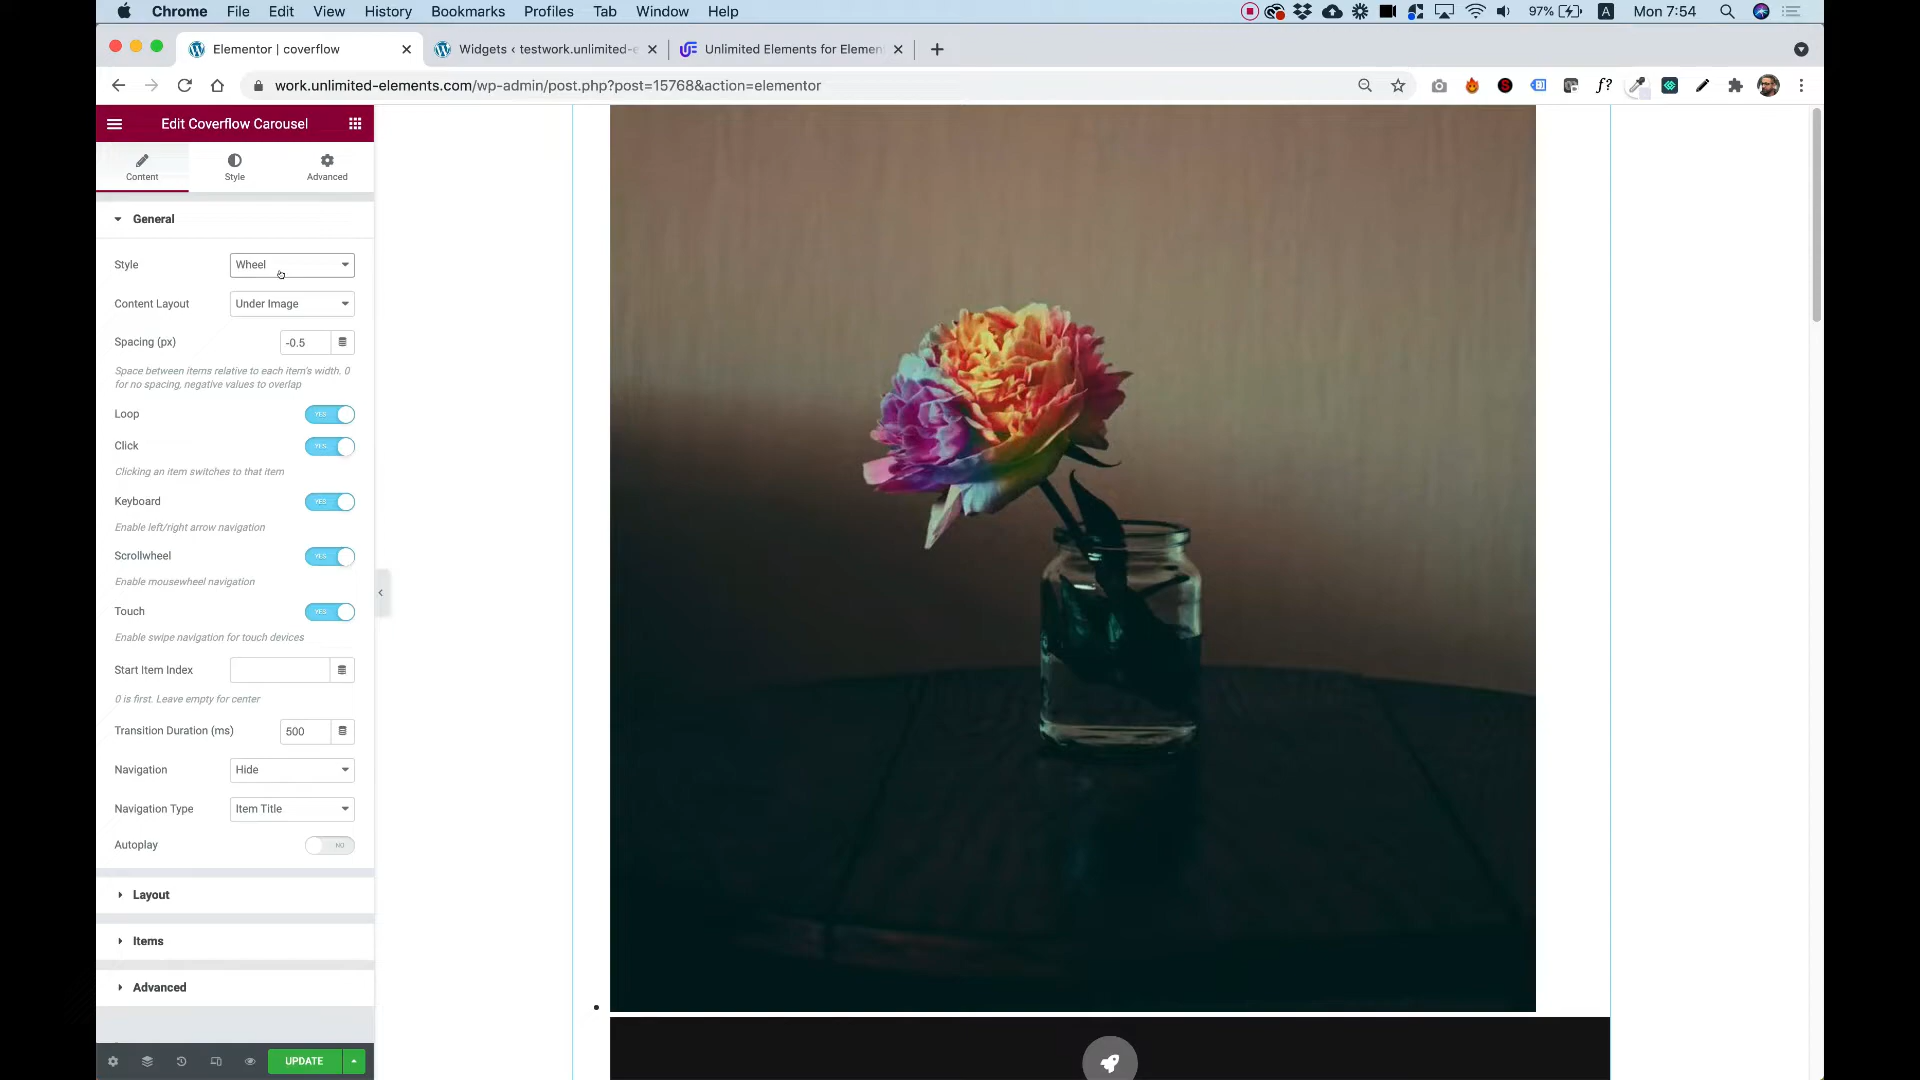 Chrome File Edit View History Bookmarks Profiles Tab Window Help 97% A Mon 7:54
Elementor | coverflow
Widgets ‹ testwork.unlimited-e
Unlimited Elements for Elemen
work.unlimited-elements.com/wp-admin/post.php?post=15768&action=elementor
Edit Coverflow Carousel
Content Style Advanced
General
Style Wheel
Content Layout Under Image
Spacing (px) -0.5
Space between items relative to each item's width. 0
for no spacing, negative values to overlap
Loop YES
Click YES
Clicking an item switches to that item
Keyboard YES
Enable left/right arrow navigation
Scrollwheel YES
Enable mousewheel navigation
Touch YES
Enable swipe navigation for touch devices
Start Item Index
0 is first. Leave empty for center
Transition Duration (ms) 500
Navigation Hide
Navigation Type Item Title
Autoplay NO
Layout
Items
Advanced
UPDATE